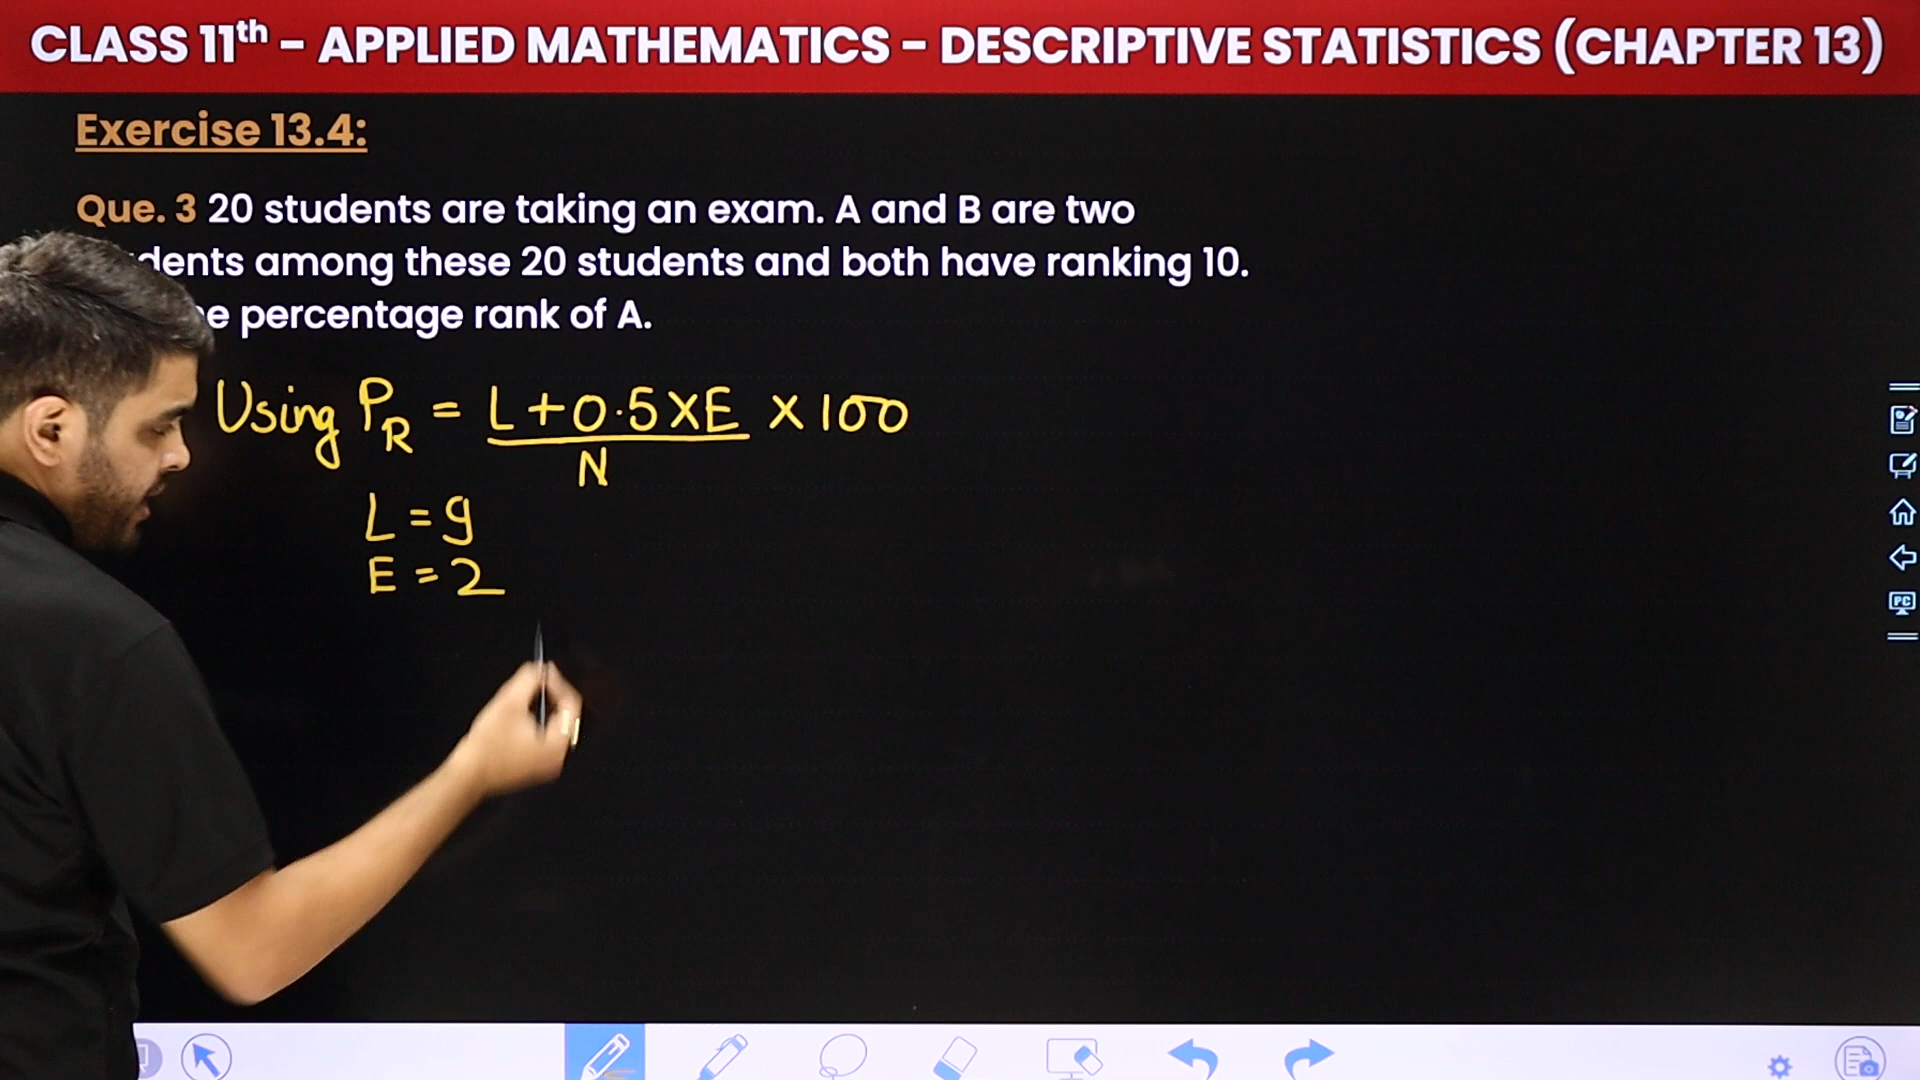 CLASS 11th - APPLIED MATHEMATICS - DESCRIPTIVE STATISTICS (CHAPTER 13)
Exercise 13.4:
Que. 3 20 students are taking an exam. A and B are two
among these 20 students and both have ranking 10.
percentage rank of A.
Using PR = L+0.5XE X 100
N
L = 9
E = 2
PC